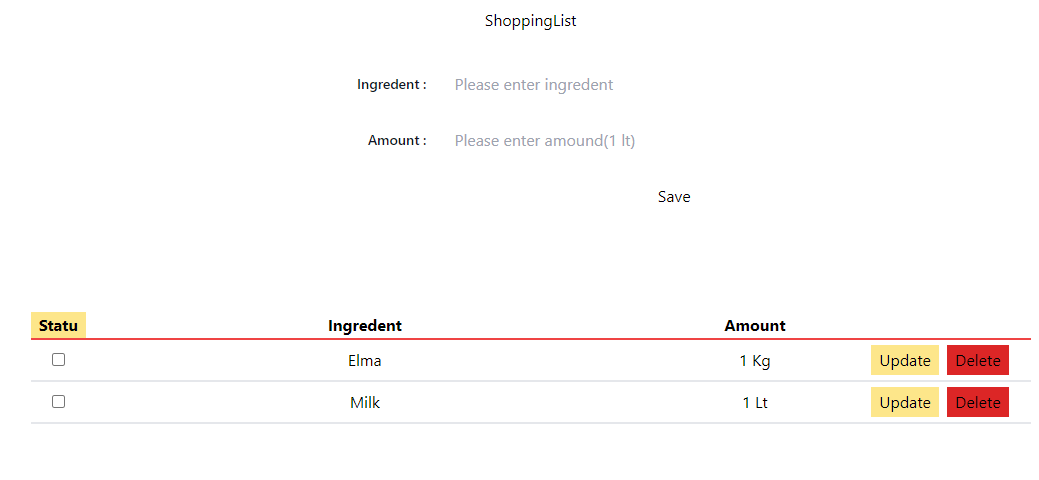 ShoppingList
Ingredent : Please enter ingredent
Amount : Please enter amound(1 lt)
Save
Statu Ingredent Amount
Elma 1 Kg Update Delete
Milk 1 Lt Update Delete